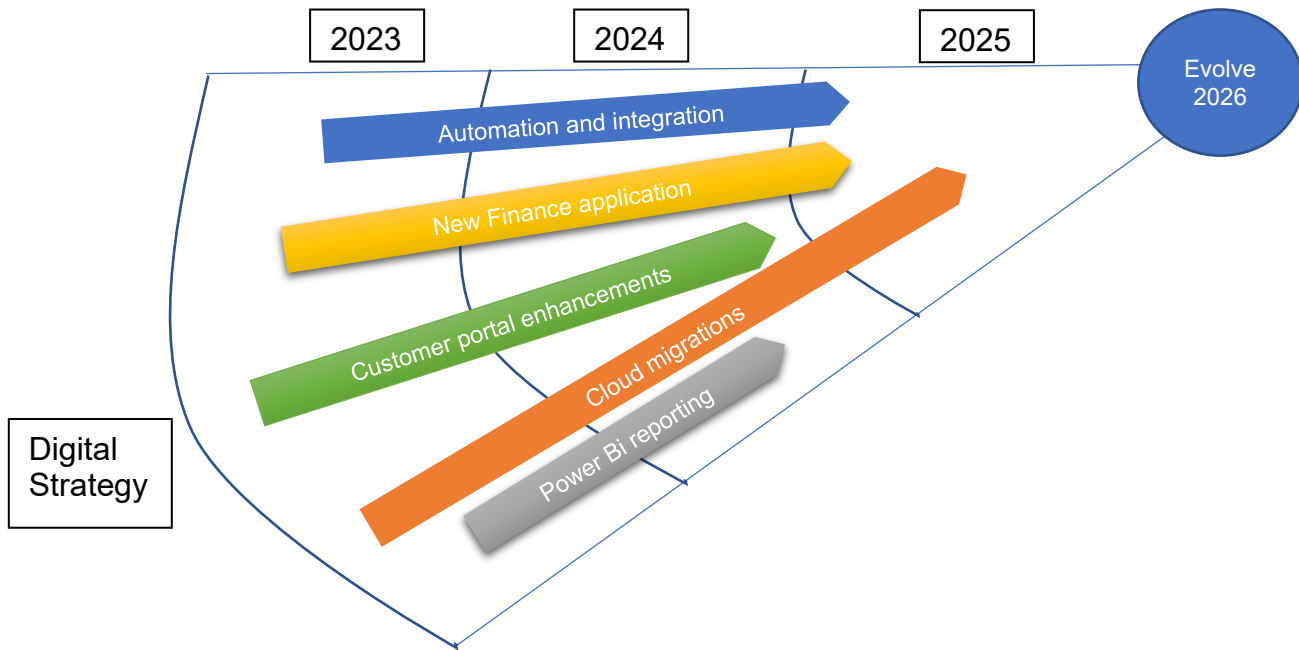 2023
2024
2025
Evolve
2026
Automation and integration
New Finance application
Customer portal enhancements
Cloud migrations
Power Bi reporting
Digital
Strategy